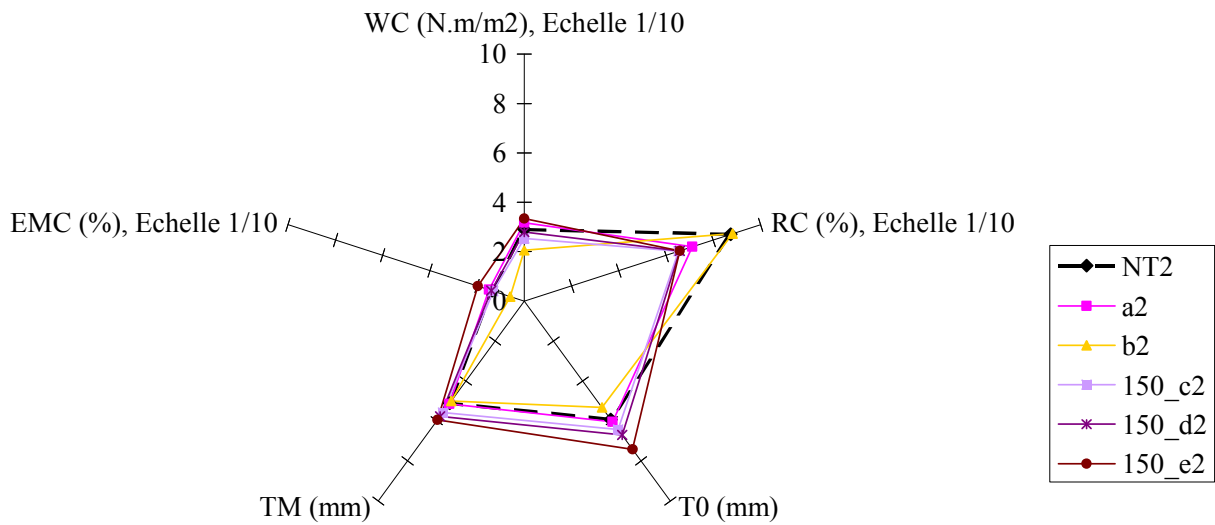 WC (N.m/m2), Echelle 1/10
10
8
6
4
2
0
EMC (%), Echelle 1/10
RC (%), Echelle 1/10
TM (mm)
T0 (mm)
NT2
a2
b2
150_c2
150_d2
150_e2